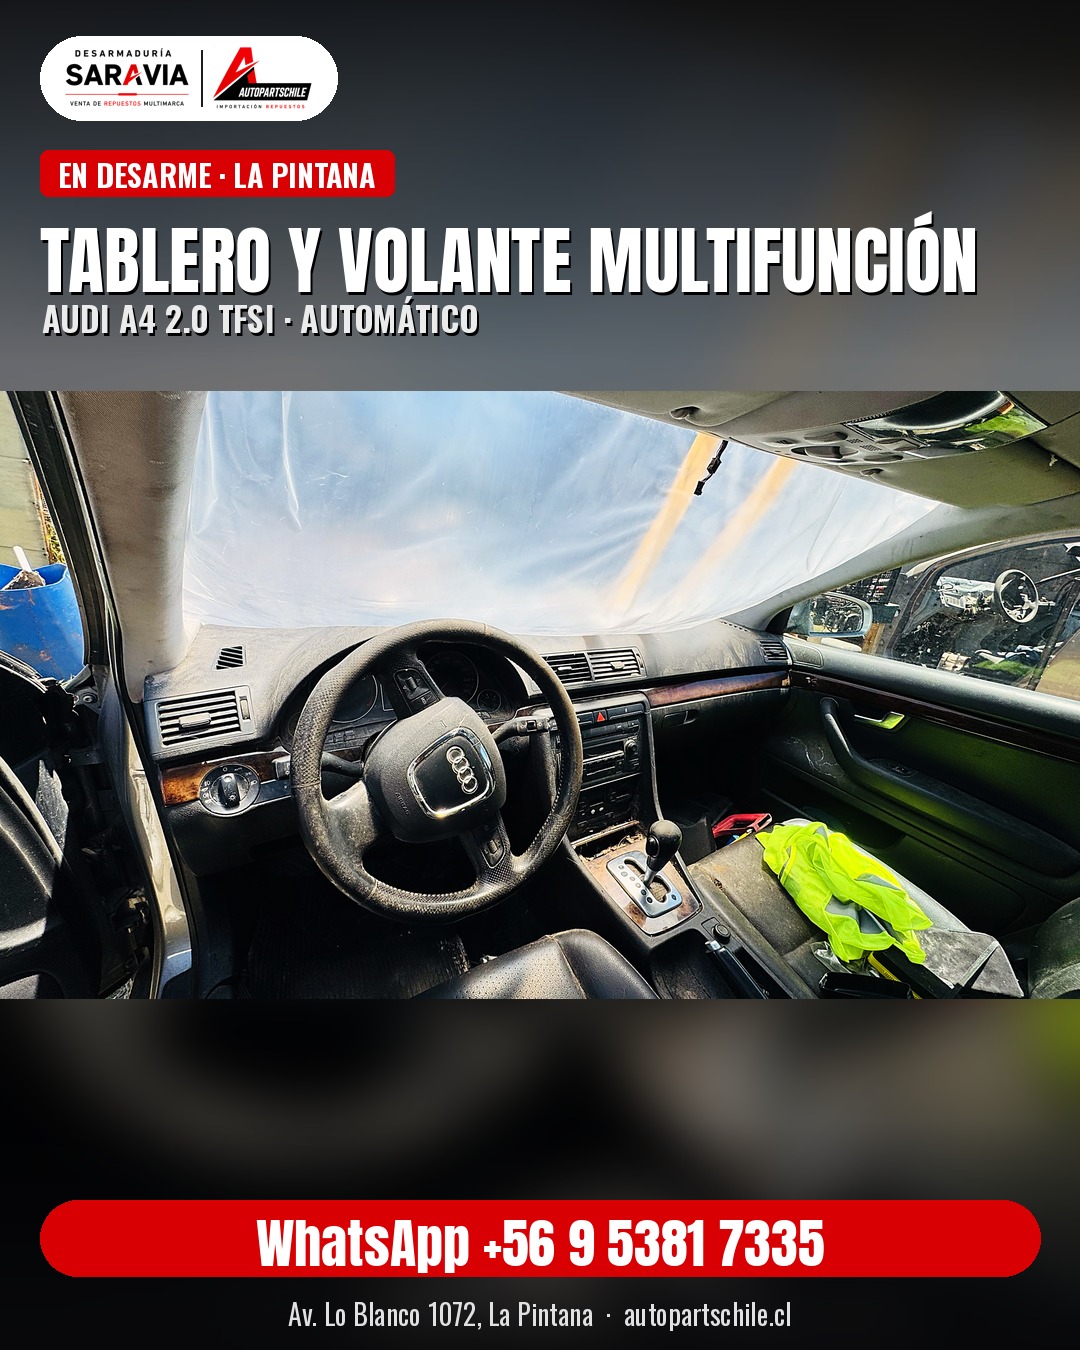 DESARMADURÍA
SARAVIA
VENTA DE REPUESTOS MULTIMARCA
AUTOPARTSCHILE
IMPORTACIÓN REPUESTOS
EN DESARME · LA PINTANA
TABLERO Y VOLANTE MULTIFUNCIÓN
AUDI A4 2.0 TFSI · AUTOMÁTICO
WhatsApp +56 9 5381 7335
Av. Lo Blanco 1072, La Pintana · autopartschile.cl